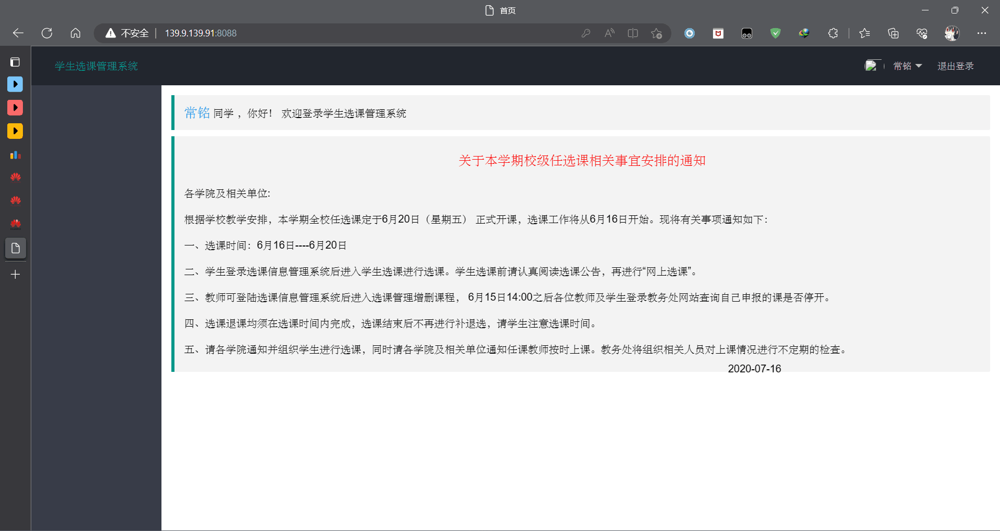 首页
不安全 139.9.139.91:8088
学生选课管理系统
常铭
退出登录
常铭 同学 ，你好！ 欢迎登录学生选课管理系统
关于本学期校级任选课相关事宜安排的通知
各学院及相关单位:
根据学校教学安排，本学期全校任选课定于6月20日（星期五） 正式开课，选课工作将从6月16日开始。现将有关事项通知如下：
一、选课时间：6月16日----6月20日
二、学生登录选课信息管理系统后进入学生选课进行选课。学生选课前请认真阅读选课公告，再进行“网上选课”。
三、教师可登陆选课信息管理系统后进入选课管理增删课程， 6月15日14:00之后各位教师及学生登录教务处网站查询自己申报的课是否停开。
四、选课退课均须在选课时间内完成，选课结束后不再进行补退选，请学生注意选课时间。
五、请各学院通知并组织学生进行选课，同时请各学院及相关单位通知任课教师按时上课。教务处将组织相关人员对上课情况进行不定期的检查。
2020-07-16